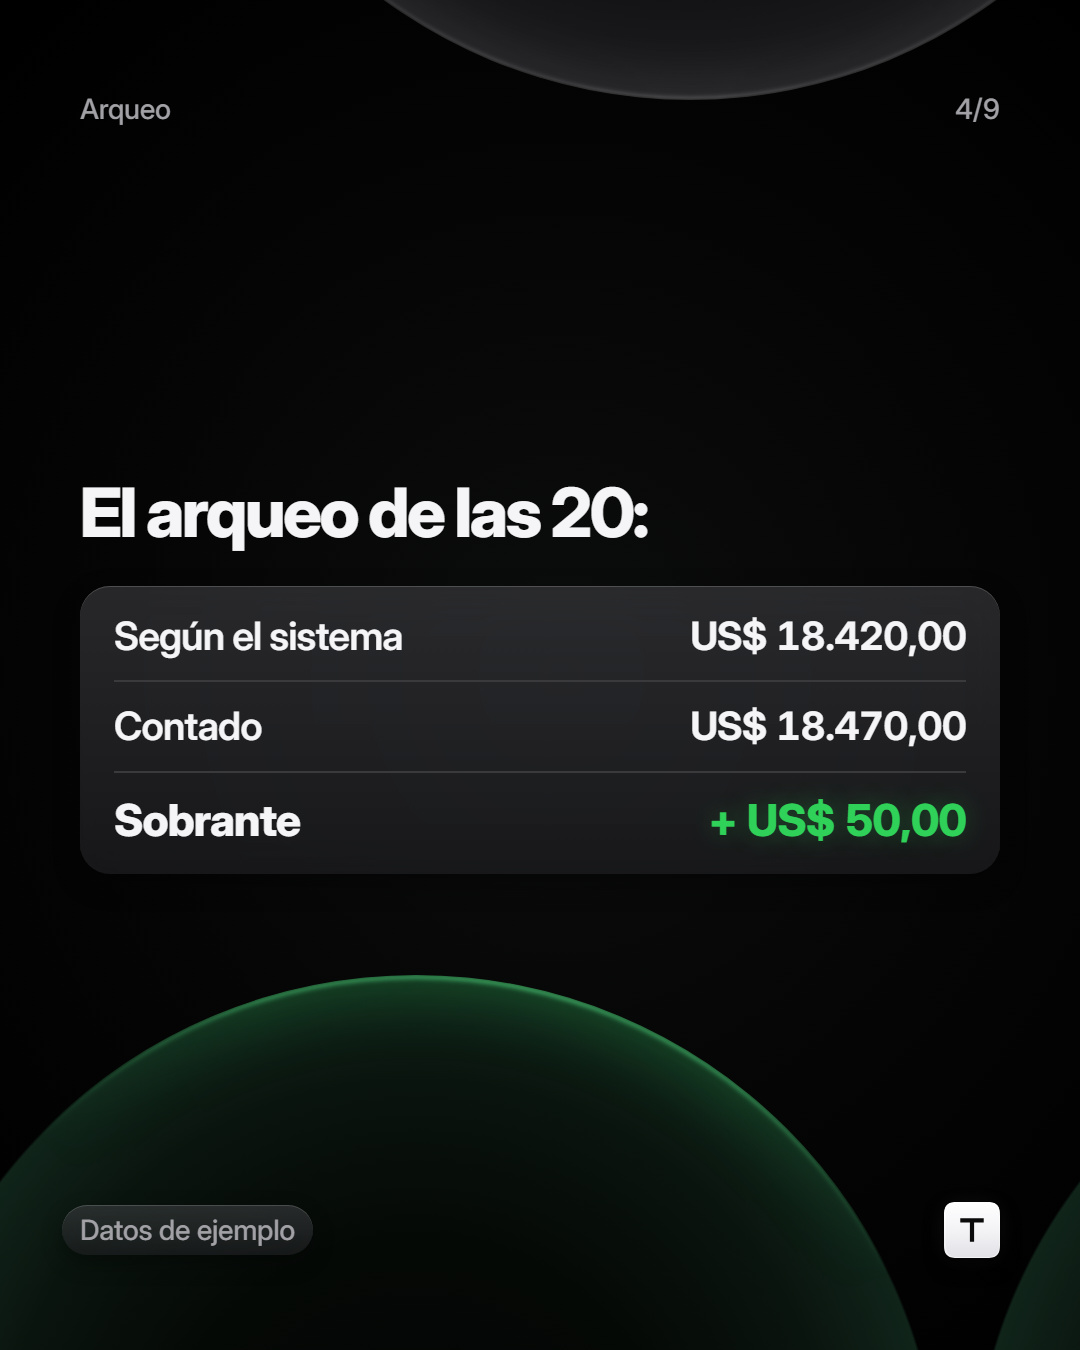 Arqueo
4/9
El arqueo de las 20:
Según el sistema US$ 18.420,00
Contado US$ 18.470,00
Sobrante + US$ 50,00
Datos de ejemplo
T